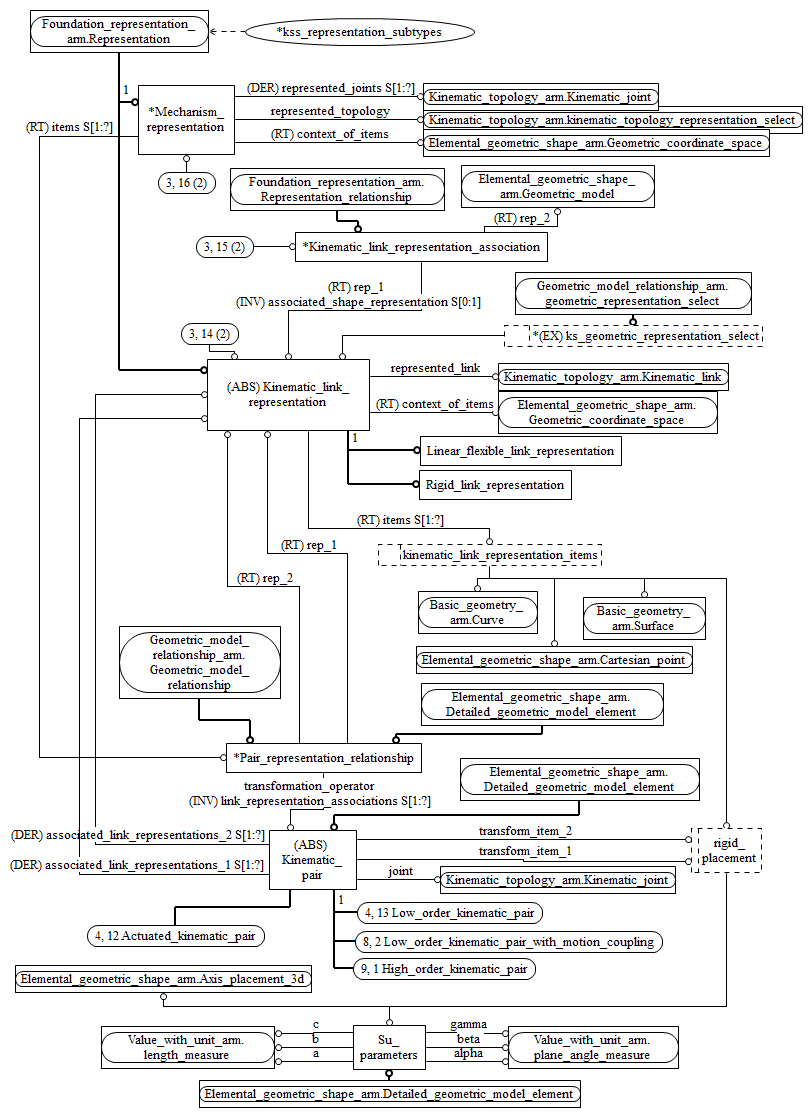 Foundation_representation_
arm.Representation
*kss_representation_subtypes
1
(DER) represented_joints S[1:?]
Kinematic_topology_arm.Kinematic_joint
*Mechanism_
representation
represented_topology
Kinematic_topology_arm.kinematic_topology_representation_select
(RT) items S[1:?]
(RT) context_of_items
Elemental_geometric_shape_arm.Geometric_coordinate_space
3, 16 (2)
Foundation_representation_arm.
Representation_relationship
Elemental_geometric_shape_
arm.Geometric_model
(RT) rep_2
3, 15 (2)
*Kinematic_link_representation_association
(RT) rep_1
(INV) associated_shape_representation S[0:1]
Geometric_model_relationship_arm.
geometric_representation_select
3, 14 (2)
*(EX) ks_geometric_representation_select
(ABS) Kinematic_link_
representation
represented_link
Kinematic_topology_arm.Kinematic_link
(RT) context_of_items
Elemental_geometric_shape_arm.
Geometric_coordinate_space
1
Linear_flexible_link_representation
Rigid_link_representation
(RT) items S[1:?]
(RT) rep_1
kinematic_link_representation_items
(RT) rep_2
Basic_geometry_
arm.Curve
Basic_geometry_
arm.Surface
Geometric_model_
relationship_arm.
Geometric_model_
relationship
Elemental_geometric_shape_arm.Cartesian_point
Elemental_geometric_shape_arm.
Detailed_geometric_model_element
*Pair_representation_relationship
Elemental_geometric_shape_arm.
Detailed_geometric_model_element
transformation_operator
(INV) link_representation_associations S[1:?]
(DER) associated_link_representations_2 S[1:?]
(DER) associated_link_representations_1 S[1:?]
(ABS)
Kinematic_
pair
transform_item_2
transform_item_1
rigid_
placement
joint
Kinematic_topology_arm.Kinematic_joint
1
4, 13 Low_order_kinematic_pair
4, 12 Actuated_kinematic_pair
8, 2 Low_order_kinematic_pair_with_motion_coupling
9, 1 High_order_kinematic_pair
Elemental_geometric_shape_arm.Axis_placement_3d
Value_with_unit_arm.
length_measure
c
b
a
Su_
parameters
gamma
beta
alpha
Value_with_unit_arm.
plane_angle_measure
Elemental_geometric_shape_arm.Detailed_geometric_model_element